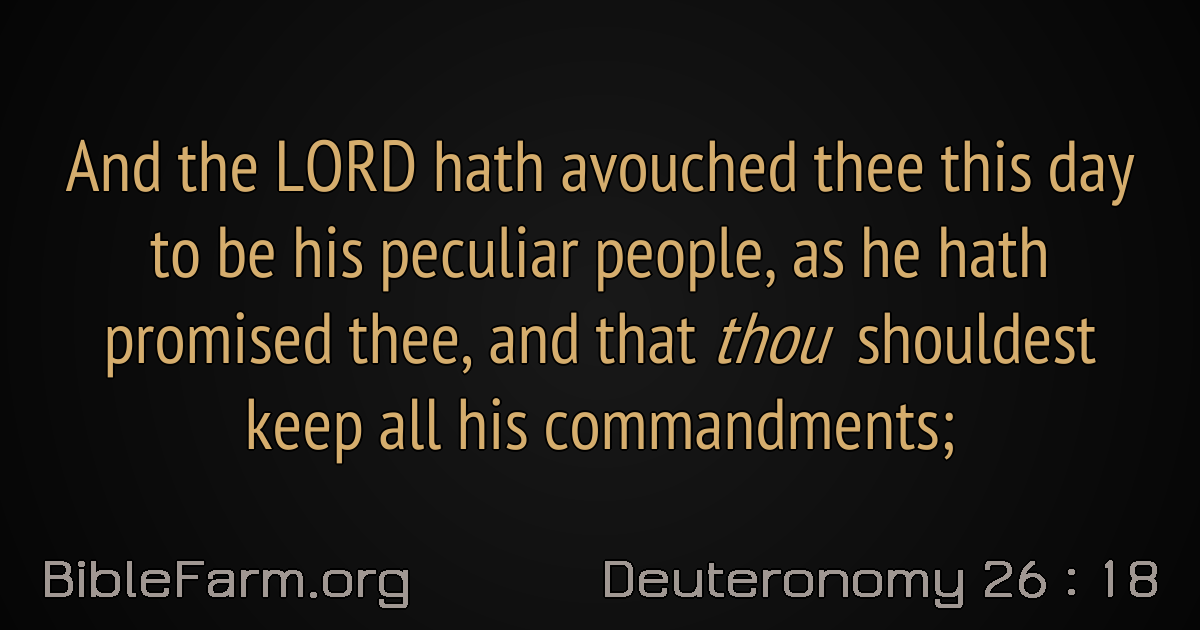 And the LORD hath avouched thee this day
to be his peculiar people, as he hath
promised thee, and that thou shouldest
keep all his commandments;
BibleFarm.org
Deuteronomy 26 : 18